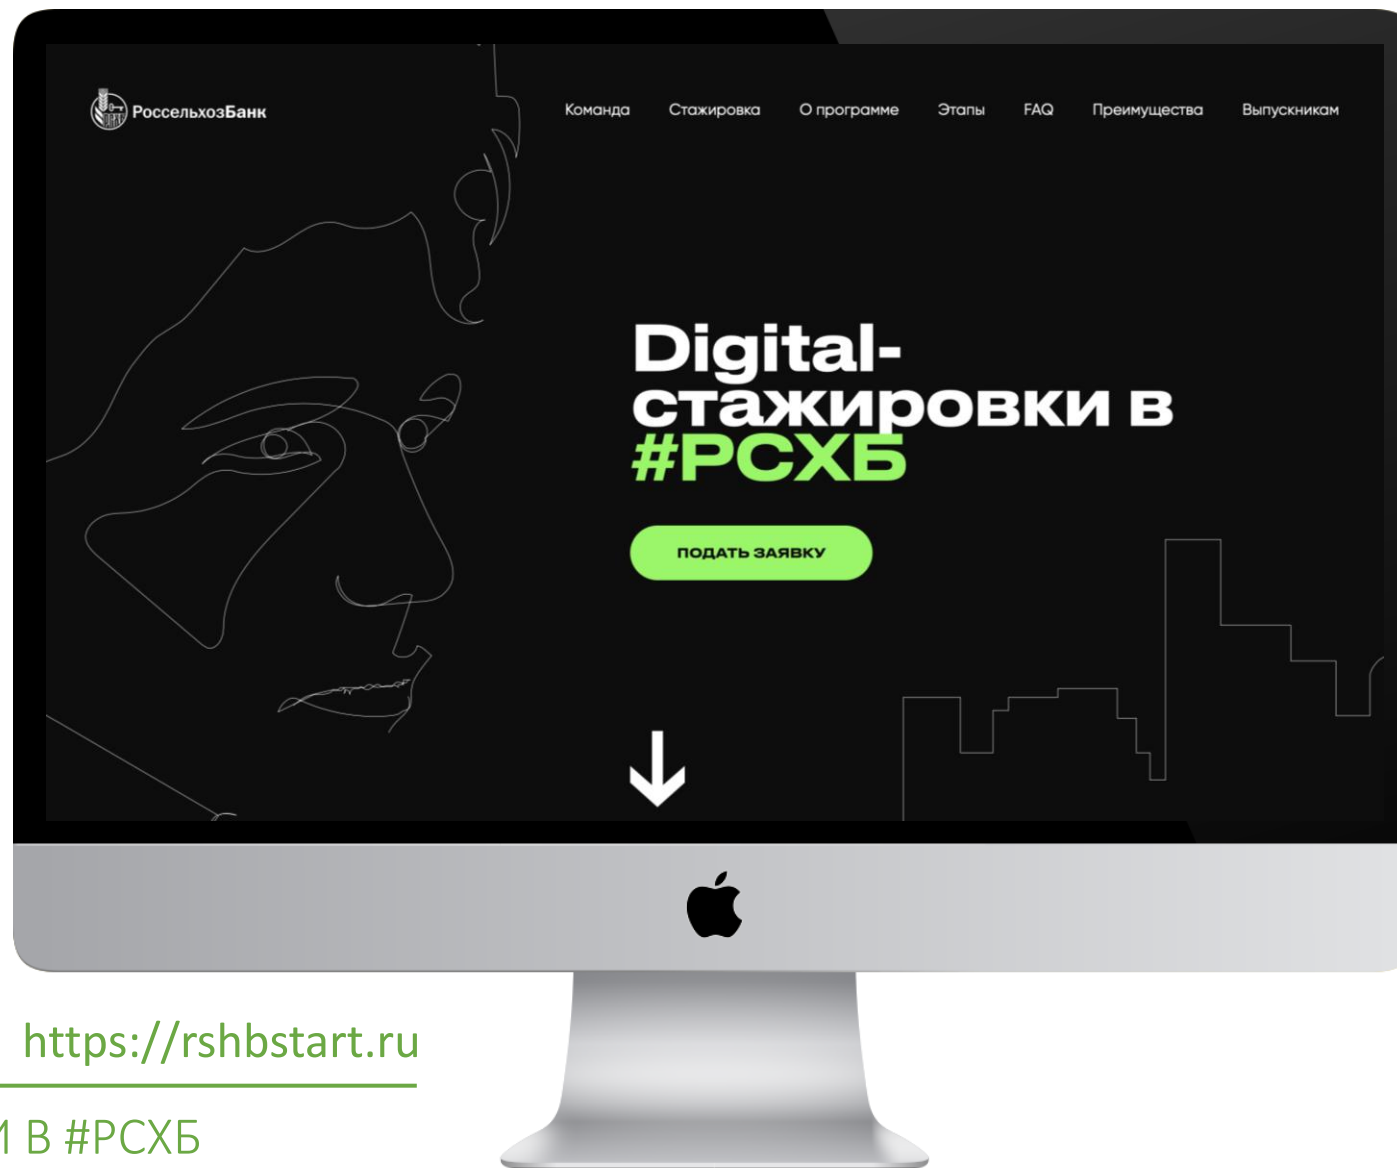 РоссельхозБанк
Команда Стажировка О программе Этапы FAQ Преимущества Выпускникам
Digital-
стажировки в
#РСХБ
ПОДАТЬ ЗАЯВКУ
https://rshbstart.ru
В #РСХБ